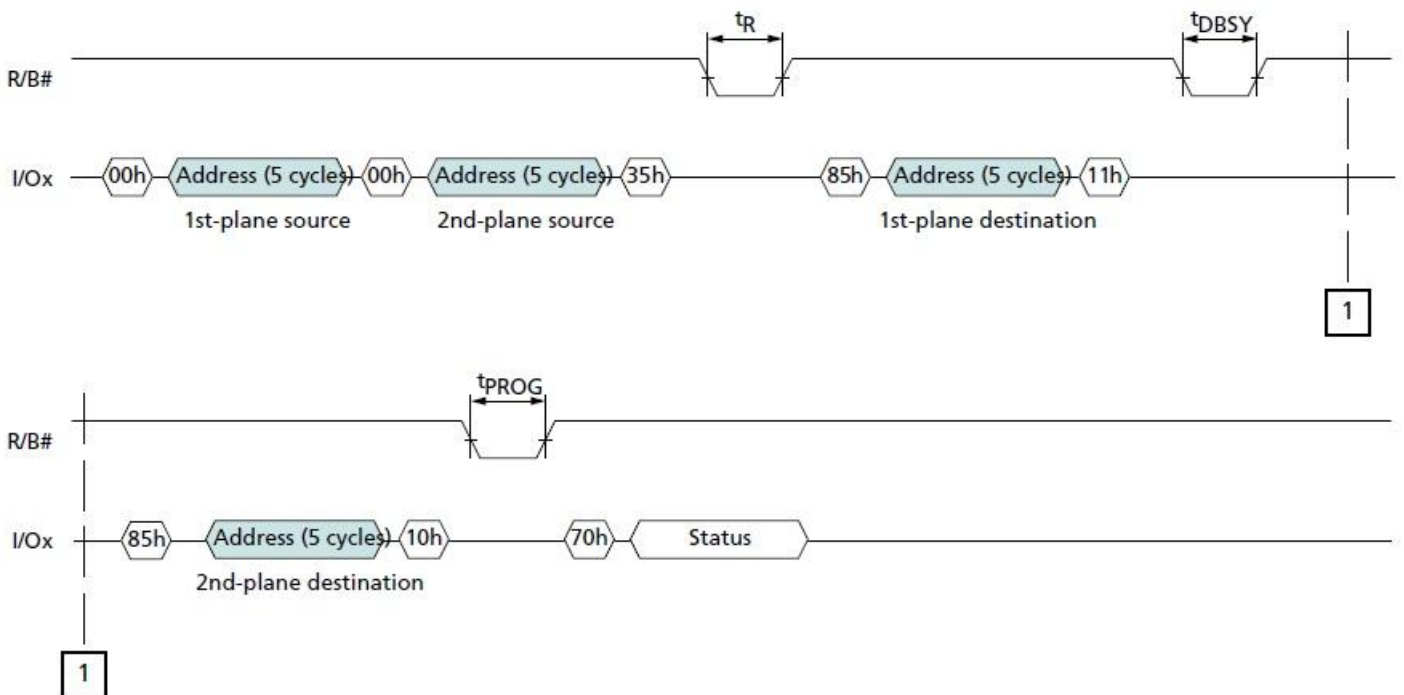 tR tDBSY
R/B#
I/Ox 00h Address (5 cycles) 00h Address (5 cycles) 35h 85h Address (5 cycles) 11h
1st-plane source 2nd-plane source 1st-plane destination
1
tPROG
R/B#
I/Ox 85h Address (5 cycles) 10h 70h Status
2nd-plane destination
1